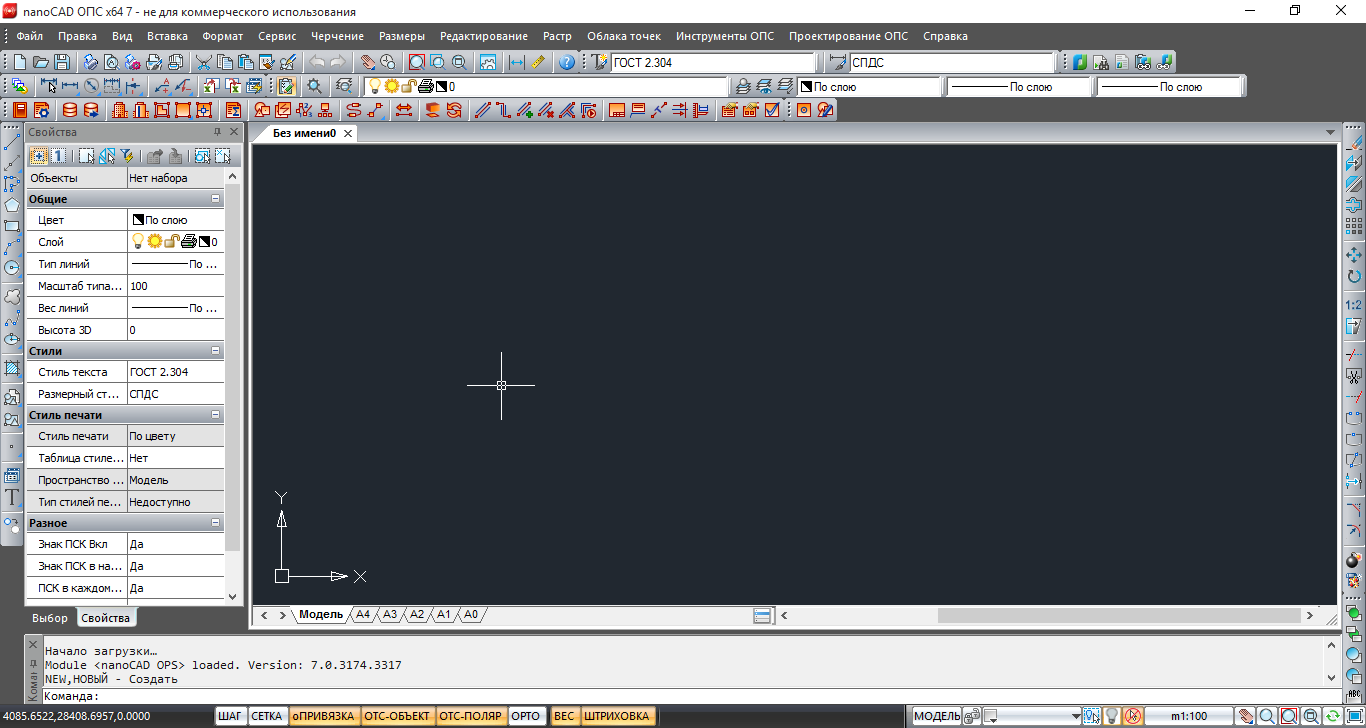 nanoCAD ОПС x64 7 - не для коммерческого использования
Файл Правка Вид Вставка Формат Сервис Черчение Размеры Редактирование Растр Облака точек Инструменты ОПС Проектирование ОПС Справка
ГОСТ 2.304 СПДС
0 По слою По слою По слою
Свойства
Без имени0
1
Объекты Нет набора
Общие
Цвет По слою
Слой 0
Тип линий По ...
Масштаб типа... 100
Вес линий По ...
Высота 3D 0
Стили
Стиль текста ГОСТ 2.304
Размерный ст... СПДС
Стиль печати
Стиль печати По цвету
Таблица стиле... Нет
Пространство ... Модель
Тип стилей пе... Недоступно
Разное
Знак ПСК Вкл Да
Знак ПСК в на... Да
ПСК в каждом... Да
Выбор Свойства
Y
X
1:2
T
ABC
Модель A4 A3 A2 A1 A0
Кома
Начало загрузки…
Module <nanoCAD OPS> loaded. Version: 7.0.3174.3317
NEW,НОВЫЙ - Создать
Команда:
4085.6522,28408.6957,0.0000 ШАГ СЕТКА оПРИВЯЗКА ОТС-ОБЪЕКТ ОТС-ПОЛЯР ОРТО ВЕС ШТРИХОВКА МОДЕЛЬ m1:100